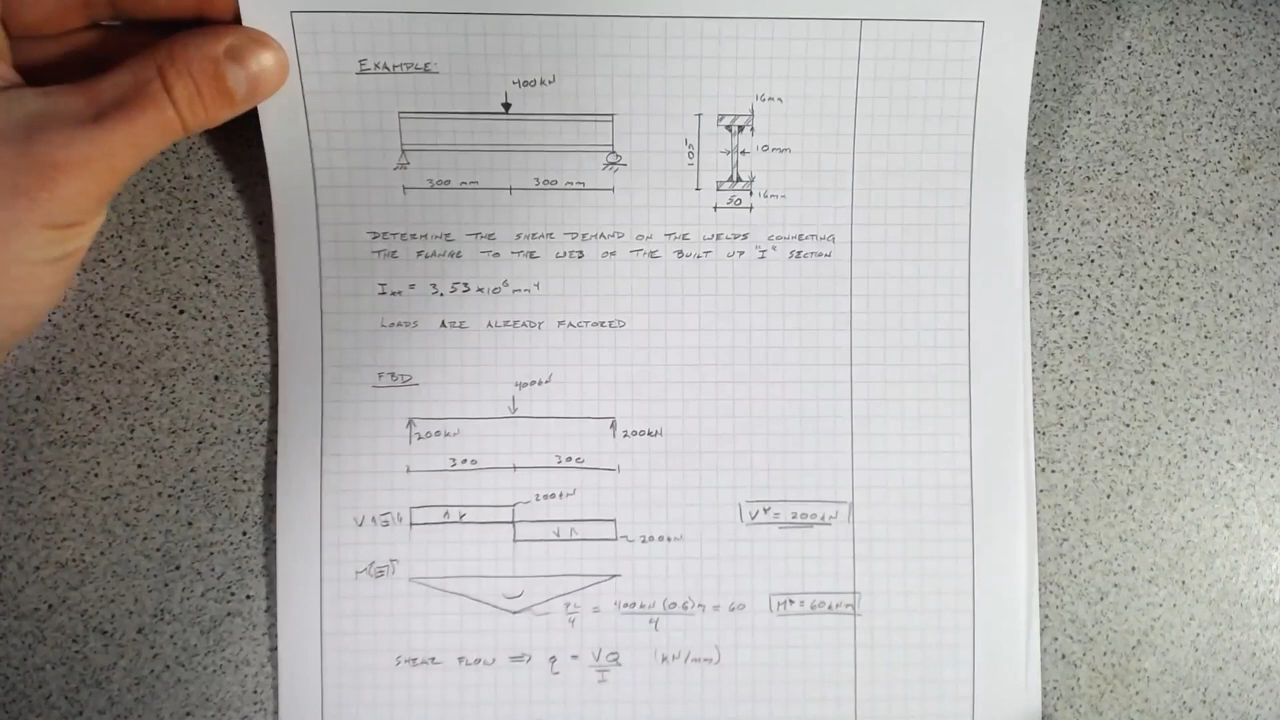 EXAMPLE:
400kN
300 mm 300 mm
16mm
105
10mm
16mm
50
DETERMINE THE SHEAR DEMAND ON THE WELDS CONNECTING
THE FLANGE TO THE WEB OF THE BUILT UP "I" SECTION
= 3.53 x10⁶ mm⁴
LOADS ARE ALREADY FACTORED
FBD
400kN
200kN 200kN
300 300
200kN
V* = 200kN
200kN
PL/4 = 400kN (0.6)m/4 = 60 M* = 60kNm
SHEAR FLOW ⇒ q = VQ/I (kN/mm)